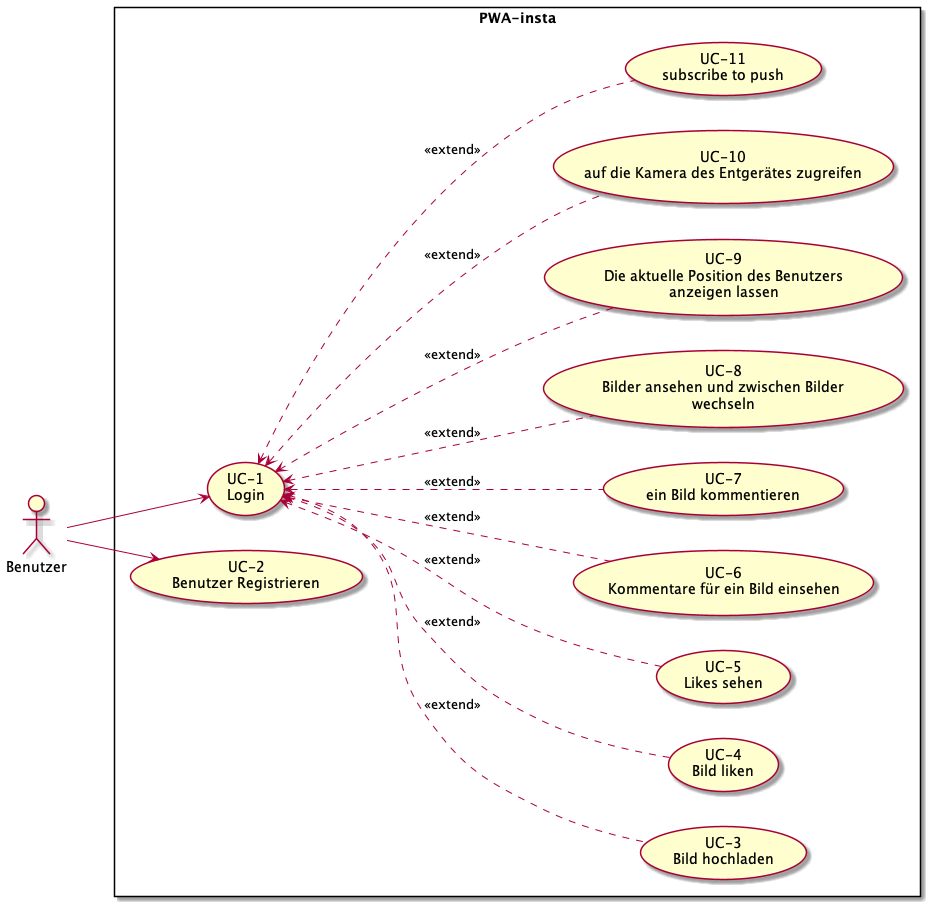 PWA-insta
UC-11
subscribe to push
«extend»
UC-10
auf die Kamera des Entgerätes zugreifen
«extend»
UC-9
Die aktuelle Position des Benutzers
anzeigen lassen
«extend»
UC-8
Bilder ansehen und zwischen Bilder
wechseln
«extend»
UC-1
Login
«extend»
UC-7
ein Bild kommentieren
«extend»
Benutzer
UC-2
Benutzer Registrieren
«extend»
UC-6
Kommentare für ein Bild einsehen
«extend»
UC-5
Likes sehen
«extend»
UC-4
Bild liken
UC-3
Bild hochladen